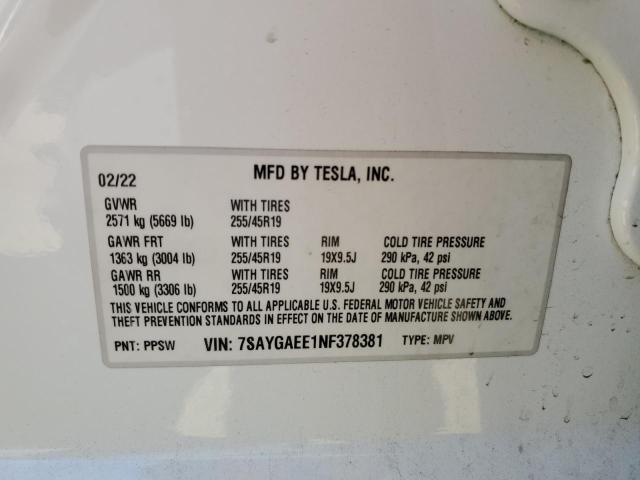 02/22 MFD BY TESLA, INC.
GVWR WITH TIRES
2571 kg (5669 lb) 255/45R19
GAWR FRT WITH TIRES RIM COLD TIRE PRESSURE
1363 kg (3004 lb) 255/45R19 19X9.5J 290 kPa, 42 psi
GAWR RR WITH TIRES RIM COLD TIRE PRESSURE
1500 kg (3306 lb) 255/45R19 19X9.5J 290 kPa, 42 psi
THIS VEHICLE CONFORMS TO ALL APPLICABLE U.S. FEDERAL MOTOR VEHICLE SAFETY AND
THEFT PREVENTION STANDARDS IN EFFECT ON THE DATE OF MANUFACTURE SHOWN ABOVE.
PNT: PPSW VIN: 7SAYGAEE1NF378381 TYPE: MPV